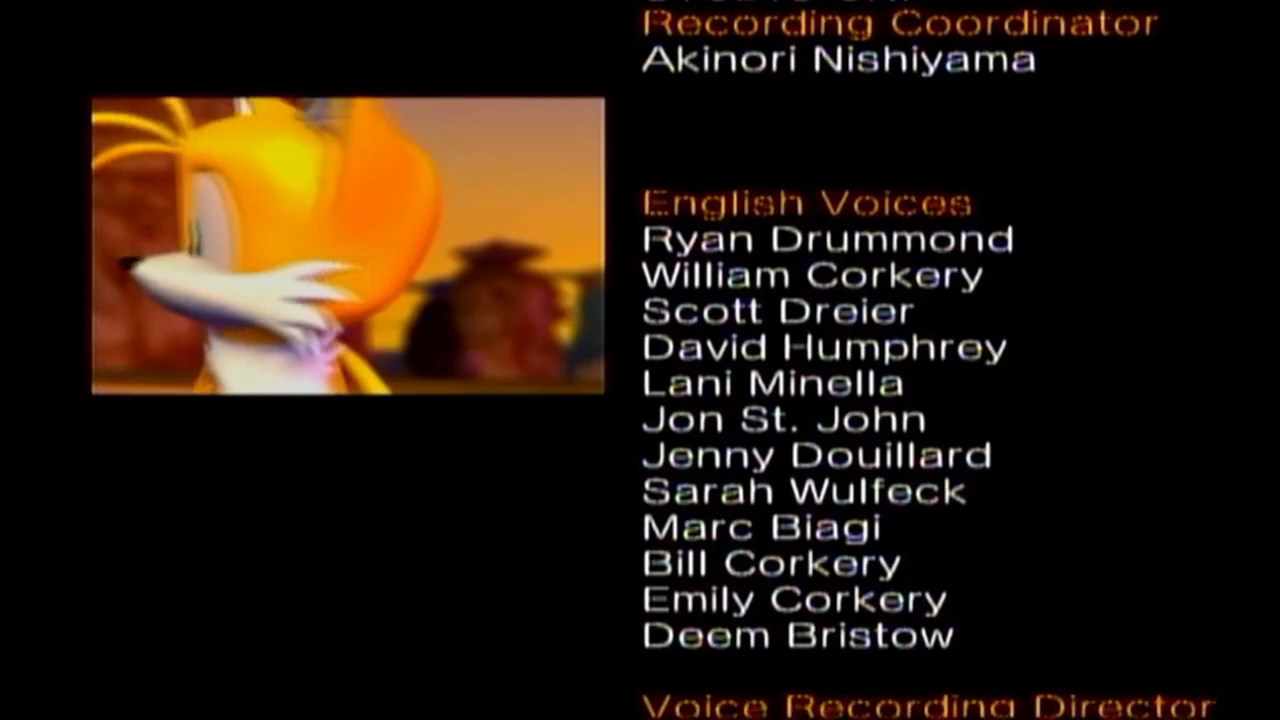 Recording Coordinator
Akinori Nishiyama
English Voices
Ryan Drummond
William Corkery
Scott Dreier
David Humphrey
Lani Minella
Jon St. John
Jenny Douillard
Sarah Wulfeck
Marc Biagi
Bill Corkery
Emily Corkery
Deem Bristow
Voice Recording Director